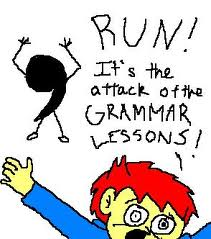 RUN!
It's the
attack of the
GRAMMAR
LESSONS!